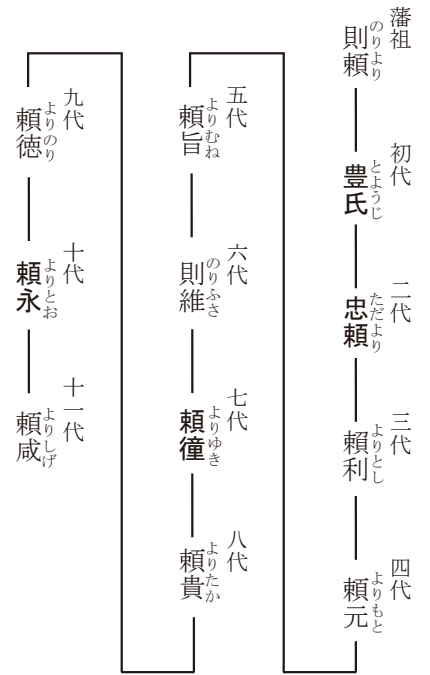 藩祖
則頼
のりより
初代
豊氏
とようじ
二代
忠頼
ただより
三代
頼利
よりとし
四代
頼元
よりもと
五代
頼旨
よりむね
六代
則維
のりふさ
七代
頼徸
よりゆき
八代
頼貴
よりたか
九代
頼徳
よりのり
十代
頼永
よりとお
十一代
頼咸
よりしげ